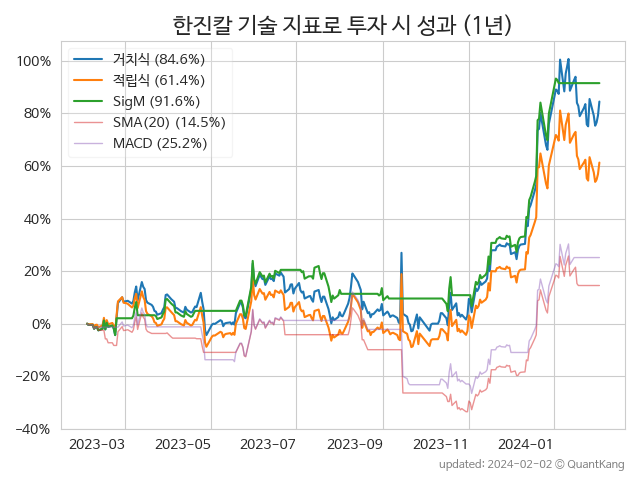 한진칼 기술 지표로 투자 시 성과 (1년)
100%
80%
60%
40%
20%
0%
−20%
−40%
거치식 (84.6%)
적립식 (61.4%)
SigM (91.6%)
SMA(20) (14.5%)
MACD (25.2%)
2023-03
2023-05
2023-07
2023-09
2023-11
2024-01
updated: 2024-02-02 © QuantKang